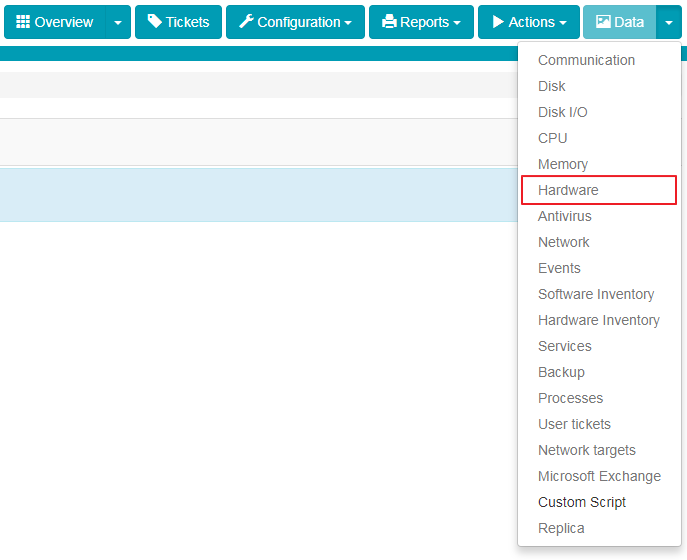 Overview Tickets Configuration Reports Actions Data
Communication
Disk
Disk I/O
CPU
Memory
Hardware
Antivirus
Network
Events
Software Inventory
Hardware Inventory
Services
Backup
Processes
User tickets
Network targets
Microsoft Exchange
Custom Script
Replica